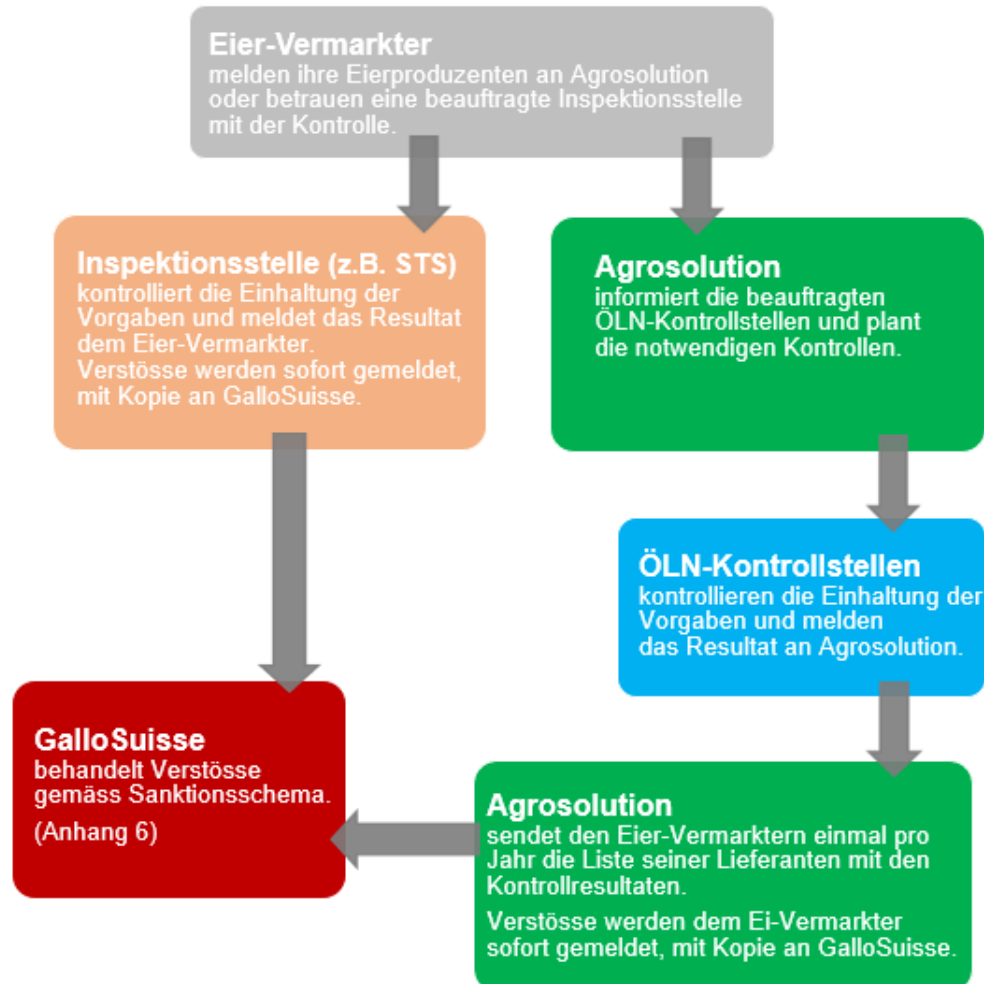 Eier-Vermarkter
melden ihre Eierproduzenten an Agrosolution
oder betrauen eine beauftragte Inspektionsstelle
mit der Kontrolle.
Inspektionsstelle (z.B. STS)
kontrolliert die Einhaltung der
Vorgaben und meldet das Resultat
dem Eier-Vermarkter.
Verstösse werden sofort gemeldet,
mit Kopie an GalloSuisse.
Agrosolution
informiert die beauftragten
ÖLN-Kontrollstellen und plant
die notwendigen Kontrollen.
ÖLN-Kontrollstellen
kontrollieren die Einhaltung der
Vorgaben und melden
das Resultat an Agrosolution.
GalloSuisse
behandelt Verstösse
gemäss Sanktionsschema.
(Anhang 6)
Agrosolution
sendet den Eier-Vermarktern einmal pro
Jahr die Liste seiner Lieferanten mit den
Kontrollresultaten.
Verstösse werden dem Ei-Vermarkter
sofort gemeldet, mit Kopie an GalloSuisse.